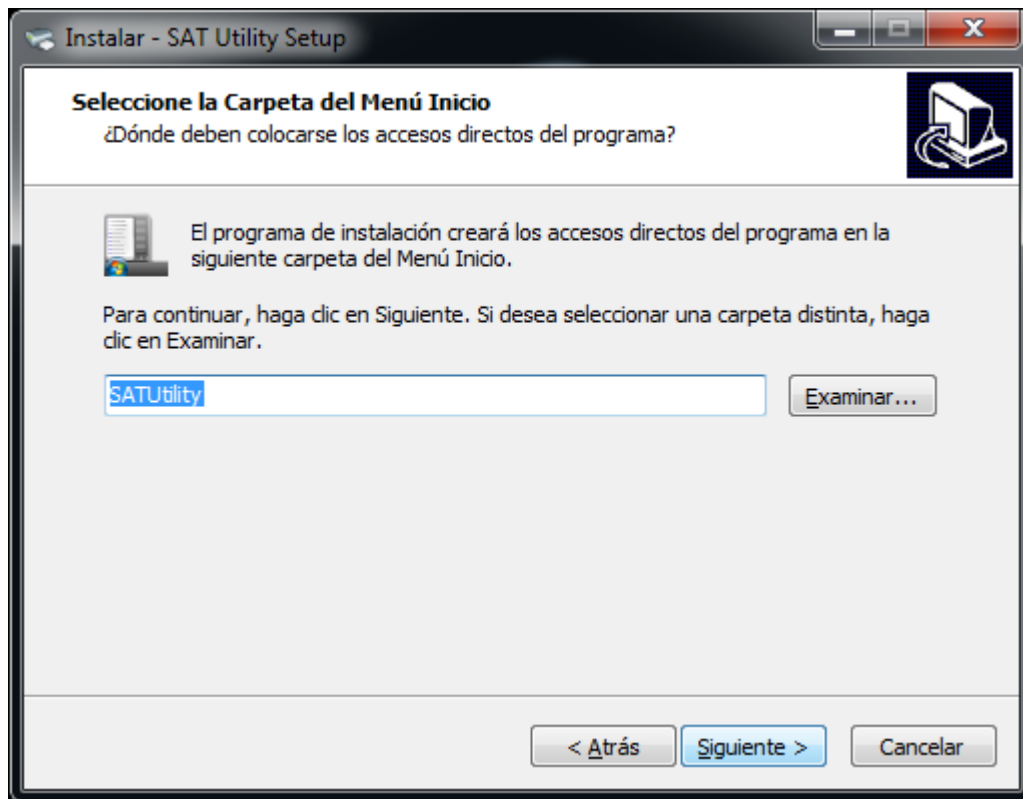 Instalar - SAT Utility Setup
Seleccione la Carpeta del Menú Inicio
¿Dónde deben colocarse los accesos directos del programa?
El programa de instalación creará los accesos directos del programa en la
siguiente carpeta del Menú Inicio.
Para continuar, haga clic en Siguiente. Si desea seleccionar una carpeta distinta, haga
clic en Examinar.
SATUtility
Examinar...
< Atrás
Siguiente >
Cancelar